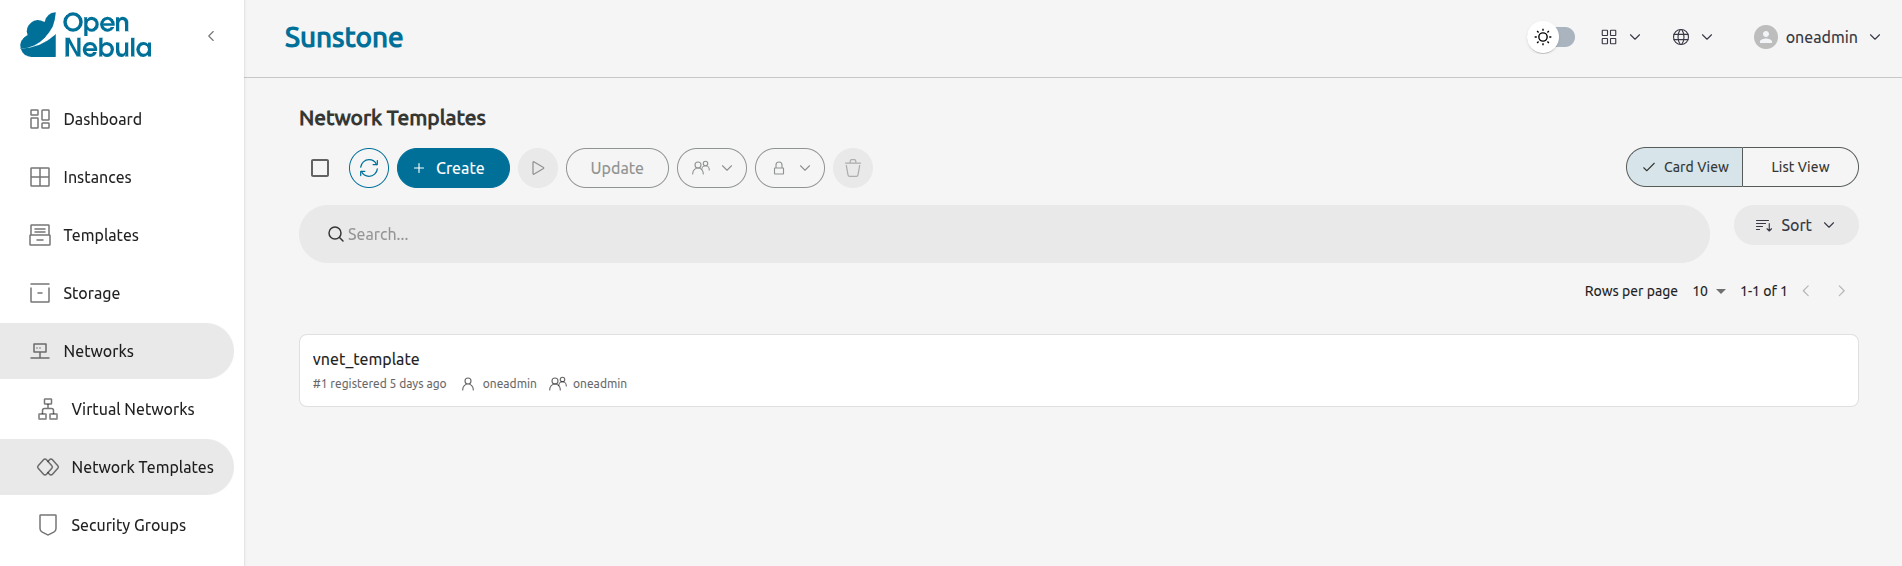 Open
Nebula
Sunstone
oneadmin
Dashboard
Instances
Templates
Storage
Networks
Virtual Networks
Network Templates
Security Groups
Network Templates
+ Create
Update
Card View
List View
Search...
Sort
Rows per page 10 1-1 of 1
vnet_template
#1 registered 5 days ago oneadmin oneadmin